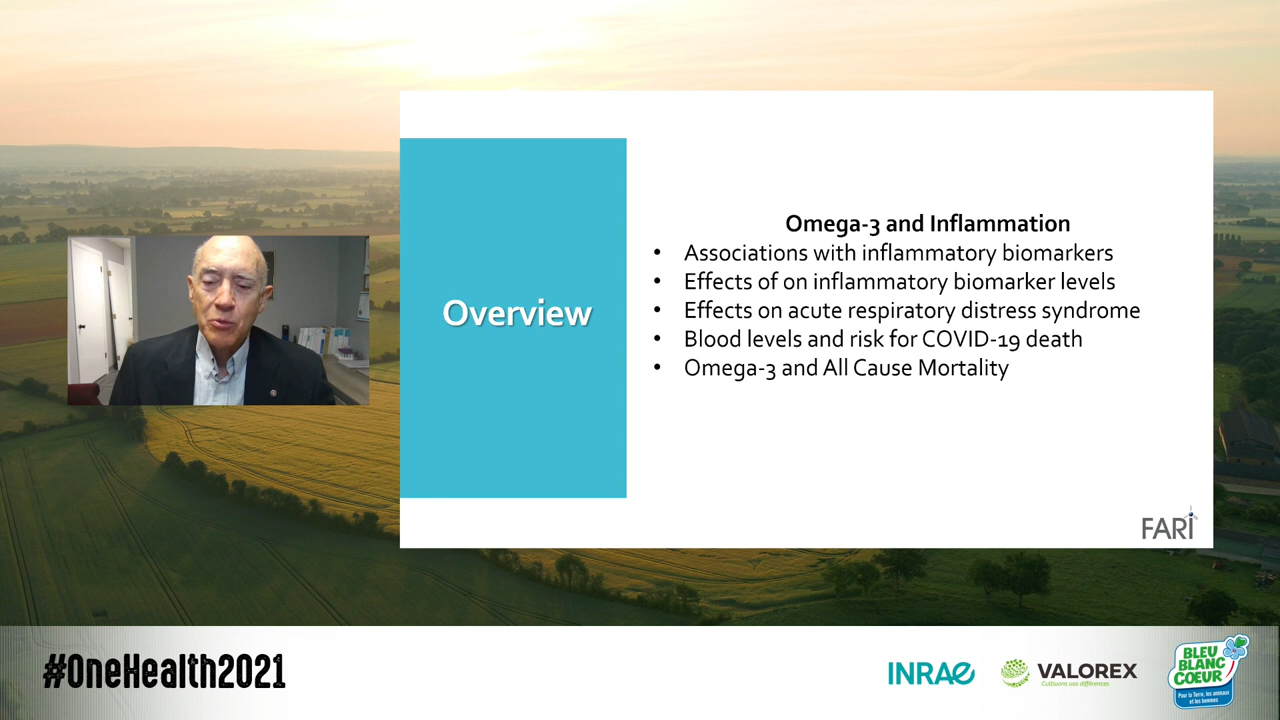 Overview
Omega-3 and Inflammation
• Associations with inflammatory biomarkers
• Effects of on inflammatory biomarker levels
• Effects on acute respiratory distress syndrome
• Blood levels and risk for COVID-19 death
• Omega-3 and All Cause Mortality
FARI
#OneHealth2021
INRAE
VALOREX
Cultivons vos différences
BLEU
BLANC
COEUR
Pour la Terre, les animaux
et les hommes